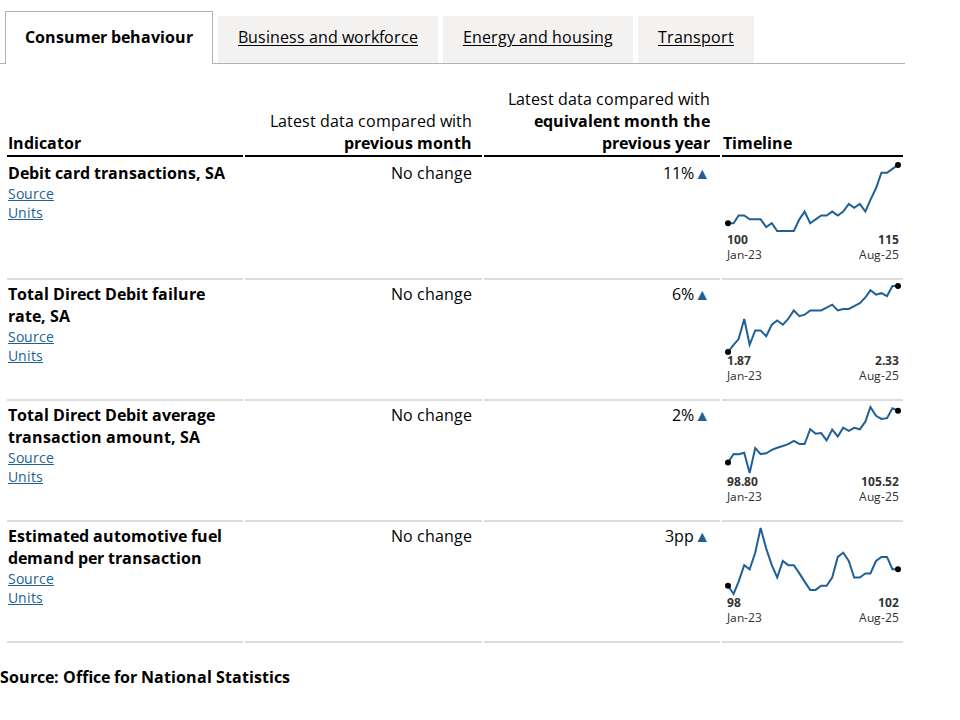 Consumer behaviour
Business and workforce
Energy and housing
Transport
Indicator
Latest data compared with
previous month
Latest data compared with
equivalent month the
previous year
Timeline
Debit card transactions, SA
Source
Units
No change
11% ▲
100
Jan-23
115
Aug-25
Total Direct Debit failure
rate, SA
Source
Units
No change
6% ▲
1.87
Jan-23
2.33
Aug-25
Total Direct Debit average
transaction amount, SA
Source
Units
No change
2% ▲
98.80
Jan-23
105.52
Aug-25
Estimated automotive fuel
demand per transaction
Source
Units
No change
3pp ▲
98
Jan-23
102
Aug-25
Source: Office for National Statistics